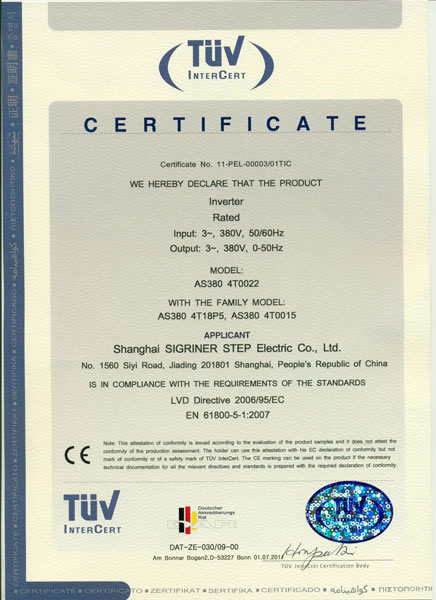 TÜV
INTERCERT
CERTIFICATE
Certificate No. 11-PEL-00003/01TIC
WE HEREBY DECLARE THAT THE PRODUCT
Inverter
Rated
Input: 3~, 380V, 50/60Hz
Output: 3~, 380V, 0-50Hz
MODEL:
AS380 4T0022
WITH THE FAMILY MODEL:
AS380 4T18P5, AS380 4T0015
APPLICANT
Shanghai SIGRINER STEP Electric Co., Ltd.
No. 1560 Siyi Road, Jiading 201801 Shanghai, People's Republic of China
IS IN COMPLIANCE WITH THE REQUIREMENTS OF THE STANDARDS
LVD Directive 2006/95/EC
EN 61800-5-1:2007
CE
Note: This attestation of conformity is issued according to the evaluation of the product samples and it does not attest the
conformity of the production assessment. The holder can use this attestation with his EC declaration of conformity but not
mark of conformity or of a safety mark of TÜV InterCert. The CE marking can be used on the product if the necessary
technical documentation for all the relevant directives and standards is prepared with the required declaration of conformity.
TÜV
INTERCERT
Deutscher
Akkreditierungs
Rat
DAT-ZE-030/09-00
Am Bonner Bogen2,D-53227 Bonn 01.07.2011
TÜV InterCert Certification Body
TÜV
INTERCERT
CERTIFICATE ■ CERTIFICADO ■ CERTIFIKAT ■ SERTIFIKA